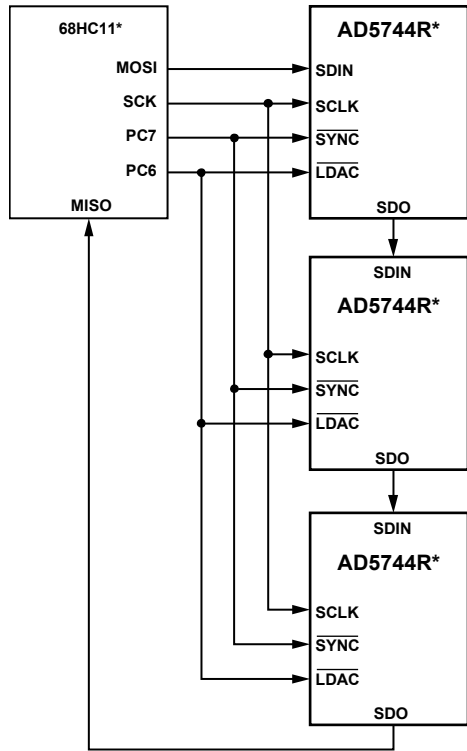 68HC11*
MOSI
SCK
PC7
PC6
MISO
AD5744R*
SDIN
SCLK
SYNC
LDAC
SDO
SDIN
AD5744R*
SCLK
SYNC
LDAC
SDO
SDIN
AD5744R*
SCLK
SYNC
LDAC
SDO